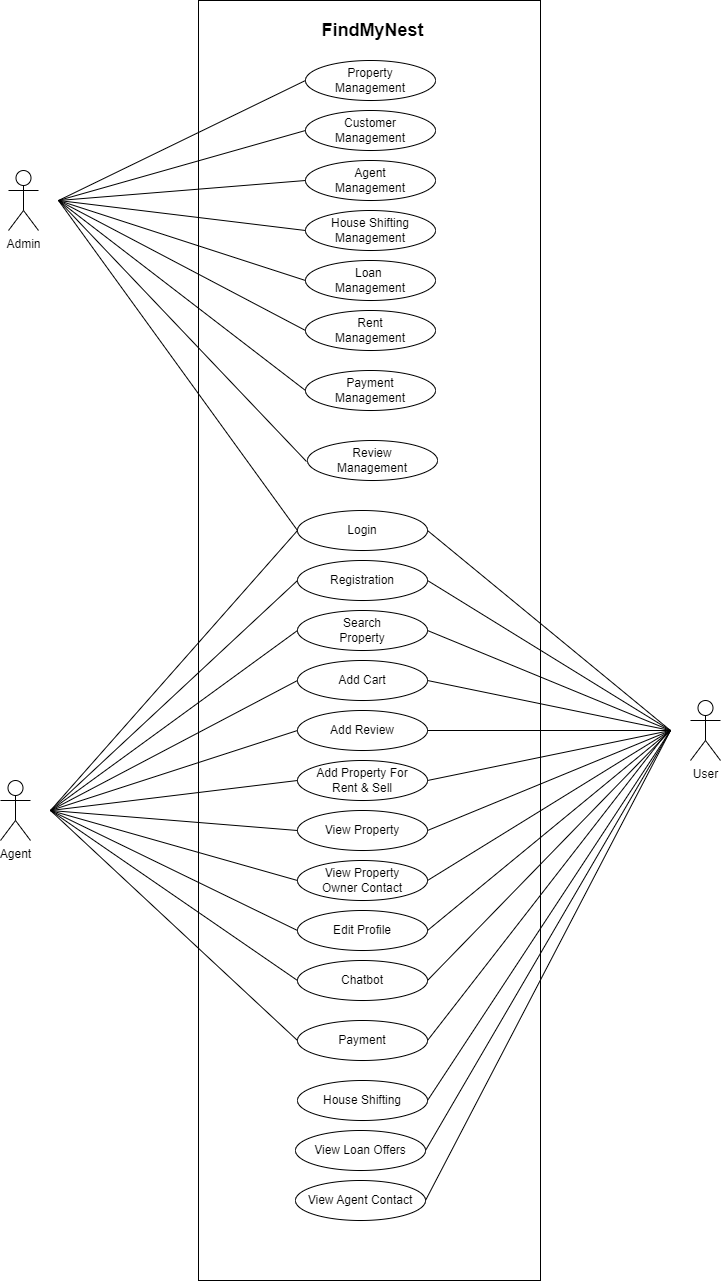 FindMyNest
Property
Management
Customer
Management
Agent
Management
House Shifting
Management
Loan
Management
Rent
Management
Payment
Management
Review
Management
Admin
Login
Registration
Search
Property
Add Cart
Add Review
Add Property For
Rent & Sell
View Property
View Property
Owner Contact
Edit Profile
Chatbot
Payment
House Shifting
View Loan Offers
View Agent Contact
Agent
User